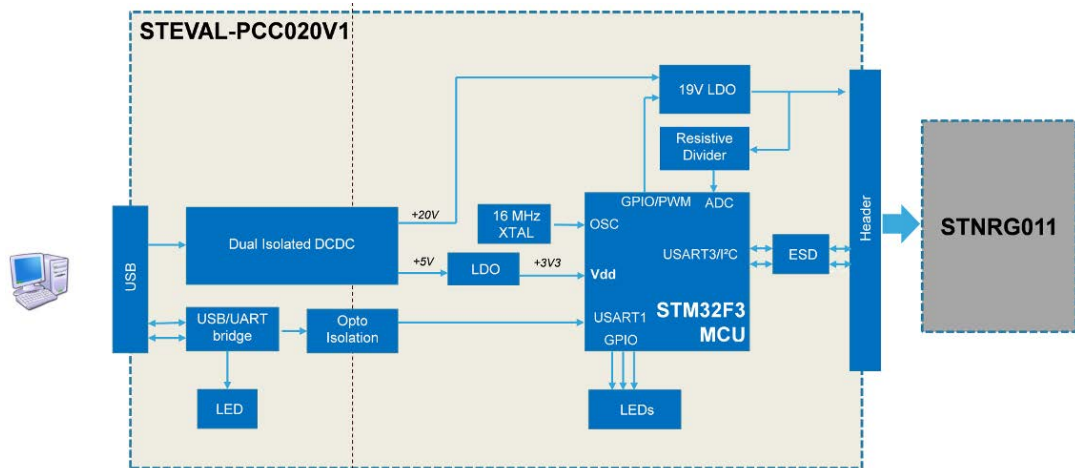 STEVAL-PCC020V1
19V LDO
Resistive
Divider
GPIO/PWM
ADC
16 MHz
XTAL
OSC
+20V
Dual Isolated DCDC
+5V
LDO
+3V3
Vdd
USART3/I²C
ESD
Header
STNRG011
USB
USB/UART
bridge
Opto
Isolation
USART1
STM32F3
MCU
GPIO
LED
LEDs